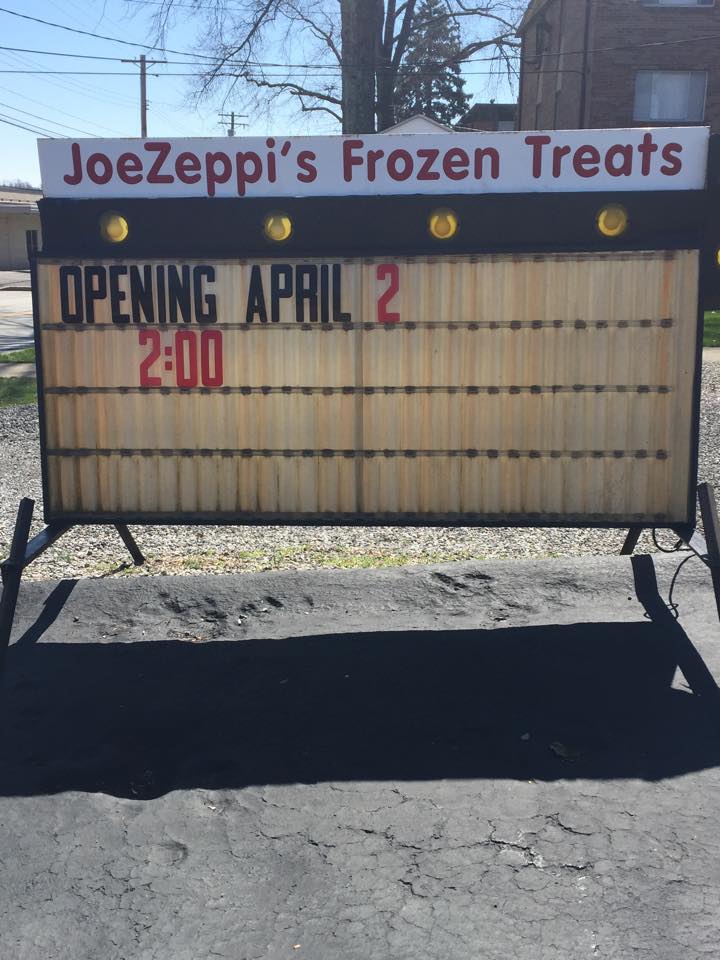 JoeZeppi's Frozen Treats
OPENING APRIL 2
2:00